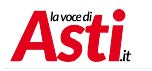 la voce di
Asti.it